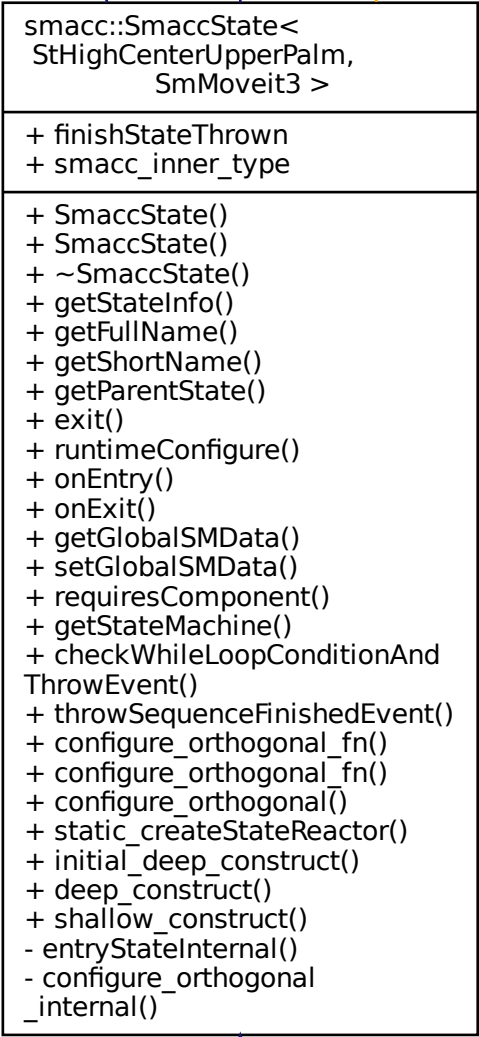 smacc::SmaccState<
StHighCenterUpperPalm,
SmMoveit3 >
+ finishStateThrown
+ smacc_inner_type
+ SmaccState()
+ SmaccState()
+ ~SmaccState()
+ getStateInfo()
+ getFullName()
+ getShortName()
+ getParentState()
+ exit()
+ runtimeConfigure()
+ onEntry()
+ onExit()
+ getGlobalSMData()
+ setGlobalSMData()
+ requiresComponent()
+ getStateMachine()
+ checkWhileLoopConditionAnd
ThrowEvent()
+ throwSequenceFinishedEvent()
+ configure_orthogonal_fn()
+ configure_orthogonal_fn()
+ configure_orthogonal()
+ static_createStateReactor()
+ initial_deep_construct()
+ deep_construct()
+ shallow_construct()
- entryStateInternal()
- configure_orthogonal
_internal()